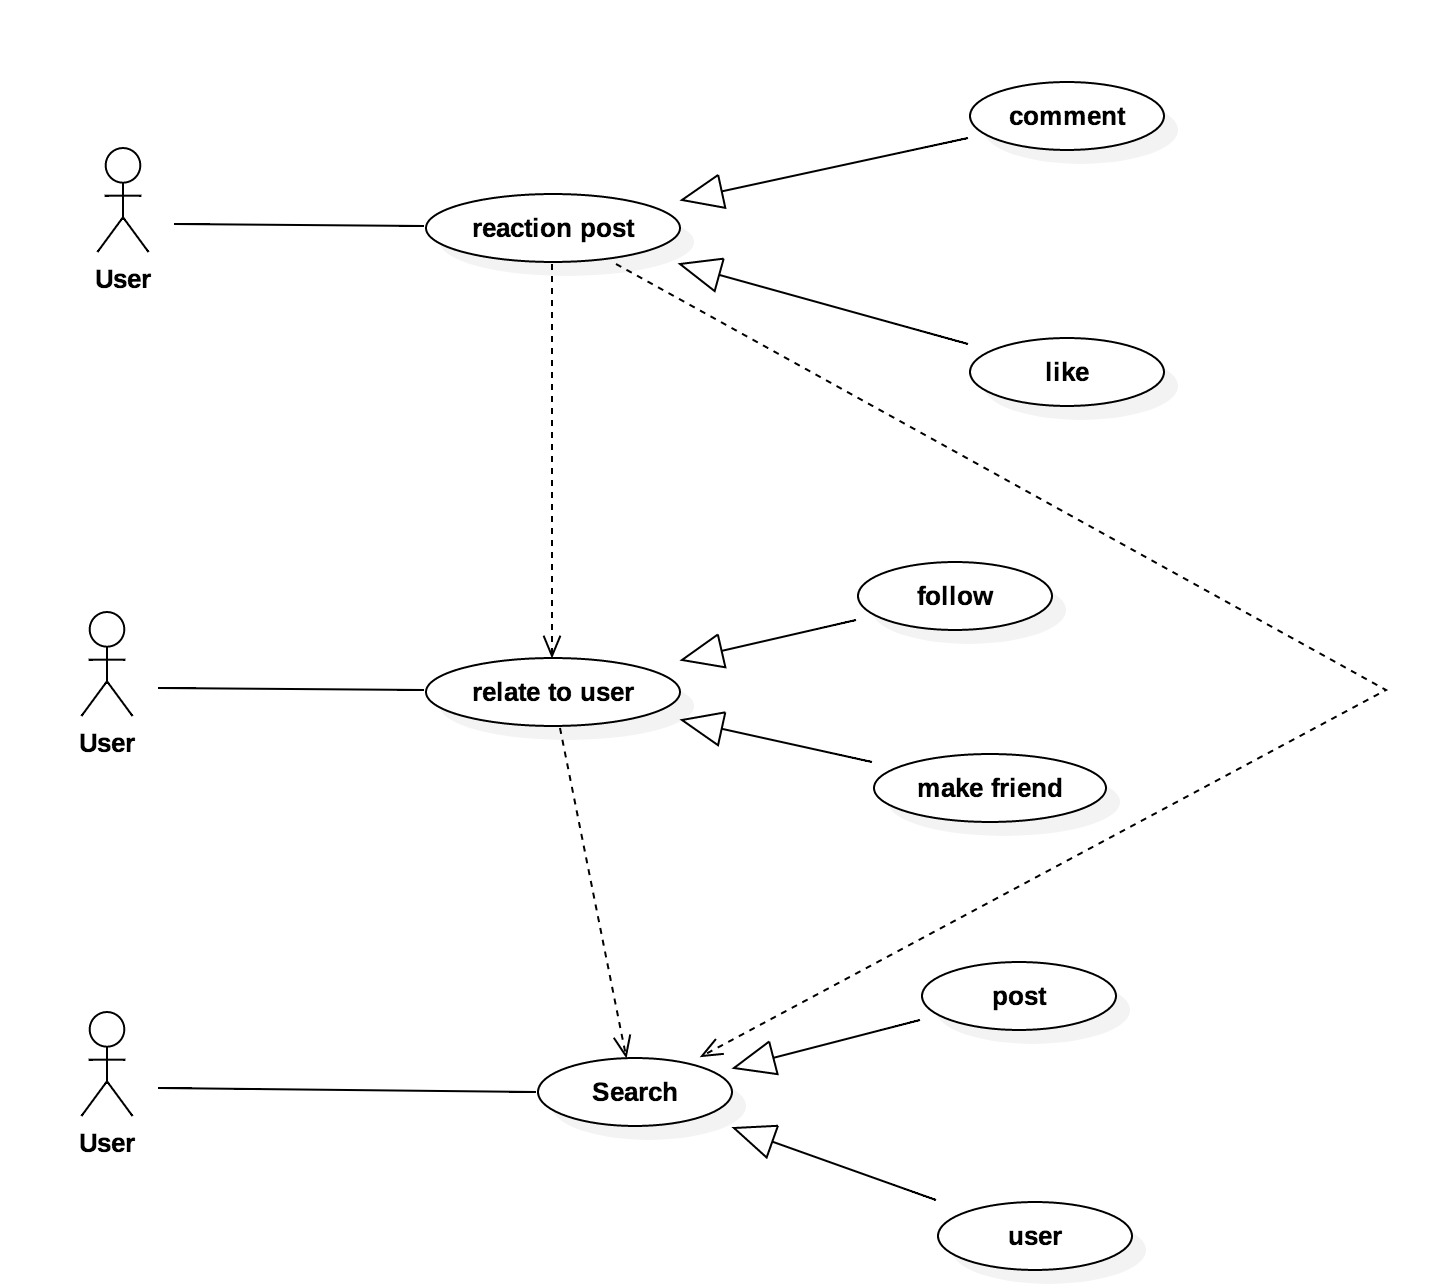 comment
reaction post
User
like
follow
relate to user
User
make friend
post
Search
User
user